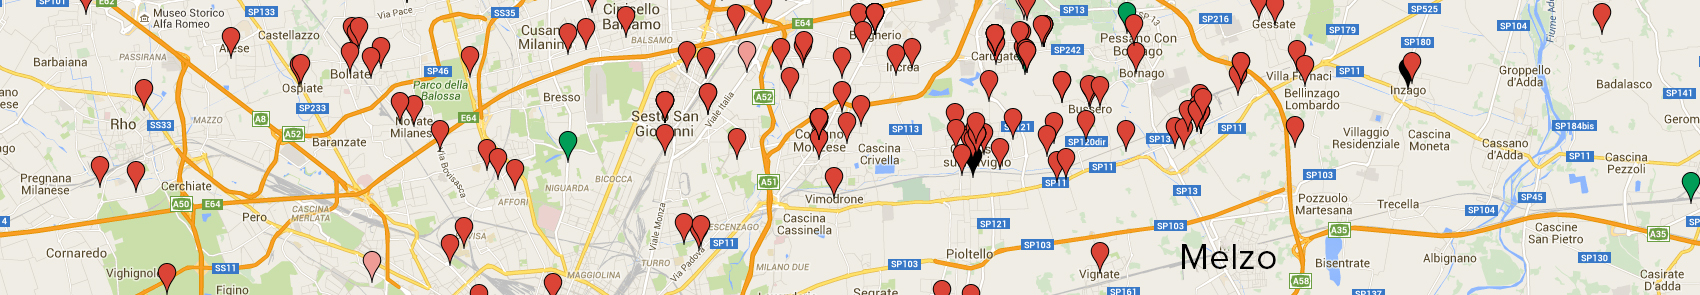 SP101
E62
Museo Storico
Alfa Romeo
SP133
Via Pace
SS35
Cinisello
Balsamo
E64
SP13
SP 13
SP216
Gessate
SP525
SP104
Fiume Adda
Castellazzo
Arese
PASSIRANA
Barbaiana
Bollate
Ospiate
SP46
Parco della
Balossa
Cusano
Milanino
BALSAMO
Brugherio
Carugate
SP242
Pessano Con
Bornago
Bornago
SP179
SP180
Villa Fornaci
SP11
Bellinzago
Lombardo
Inzago
Groppello
d'Adda
Badalasco
SP141
Rho
SS33
MAZZO
A8
A52
SP233
Novate
Milanese
Baranzate
E64
Bresso
Sesto San
Giovanni
Viale Italia
A52
Cologno
Monzese
SP113
Cascina
Crivella
SP121
Bussero
SP120dir
SP13
SP11
Villaggio
Residenziale
Cascina
Moneta
SP184bis
Cassano
d'Adda
SP11
Cascina
Pezzoli
Pregnana
Milanese
Cerchiate
A50
E64
Pero
CASCINA
MERLATA
Via Bovisasca
AFFORI
NIGUARDA
BICOCCA
Viale Monza
A51
Vimodrone
Cascina
Cassinella
SP11
SP11
SP13
SP103
Pozzuolo
Martesana
Trecella
SP104
SP45
A35
Cascine
San Pietro
A35
Cornaredo
Vighignolo
SS11
Figino
MAGGIOLINA
TURRO
Via Padova
SP11
MILANO DUE
SP103
Segrate
Pioltello
SP121
SP103
SP103
Vignate
SP161
Melzo
A58
Bisentrate
SP137
Albignano
SP130
Casirate
D'adda